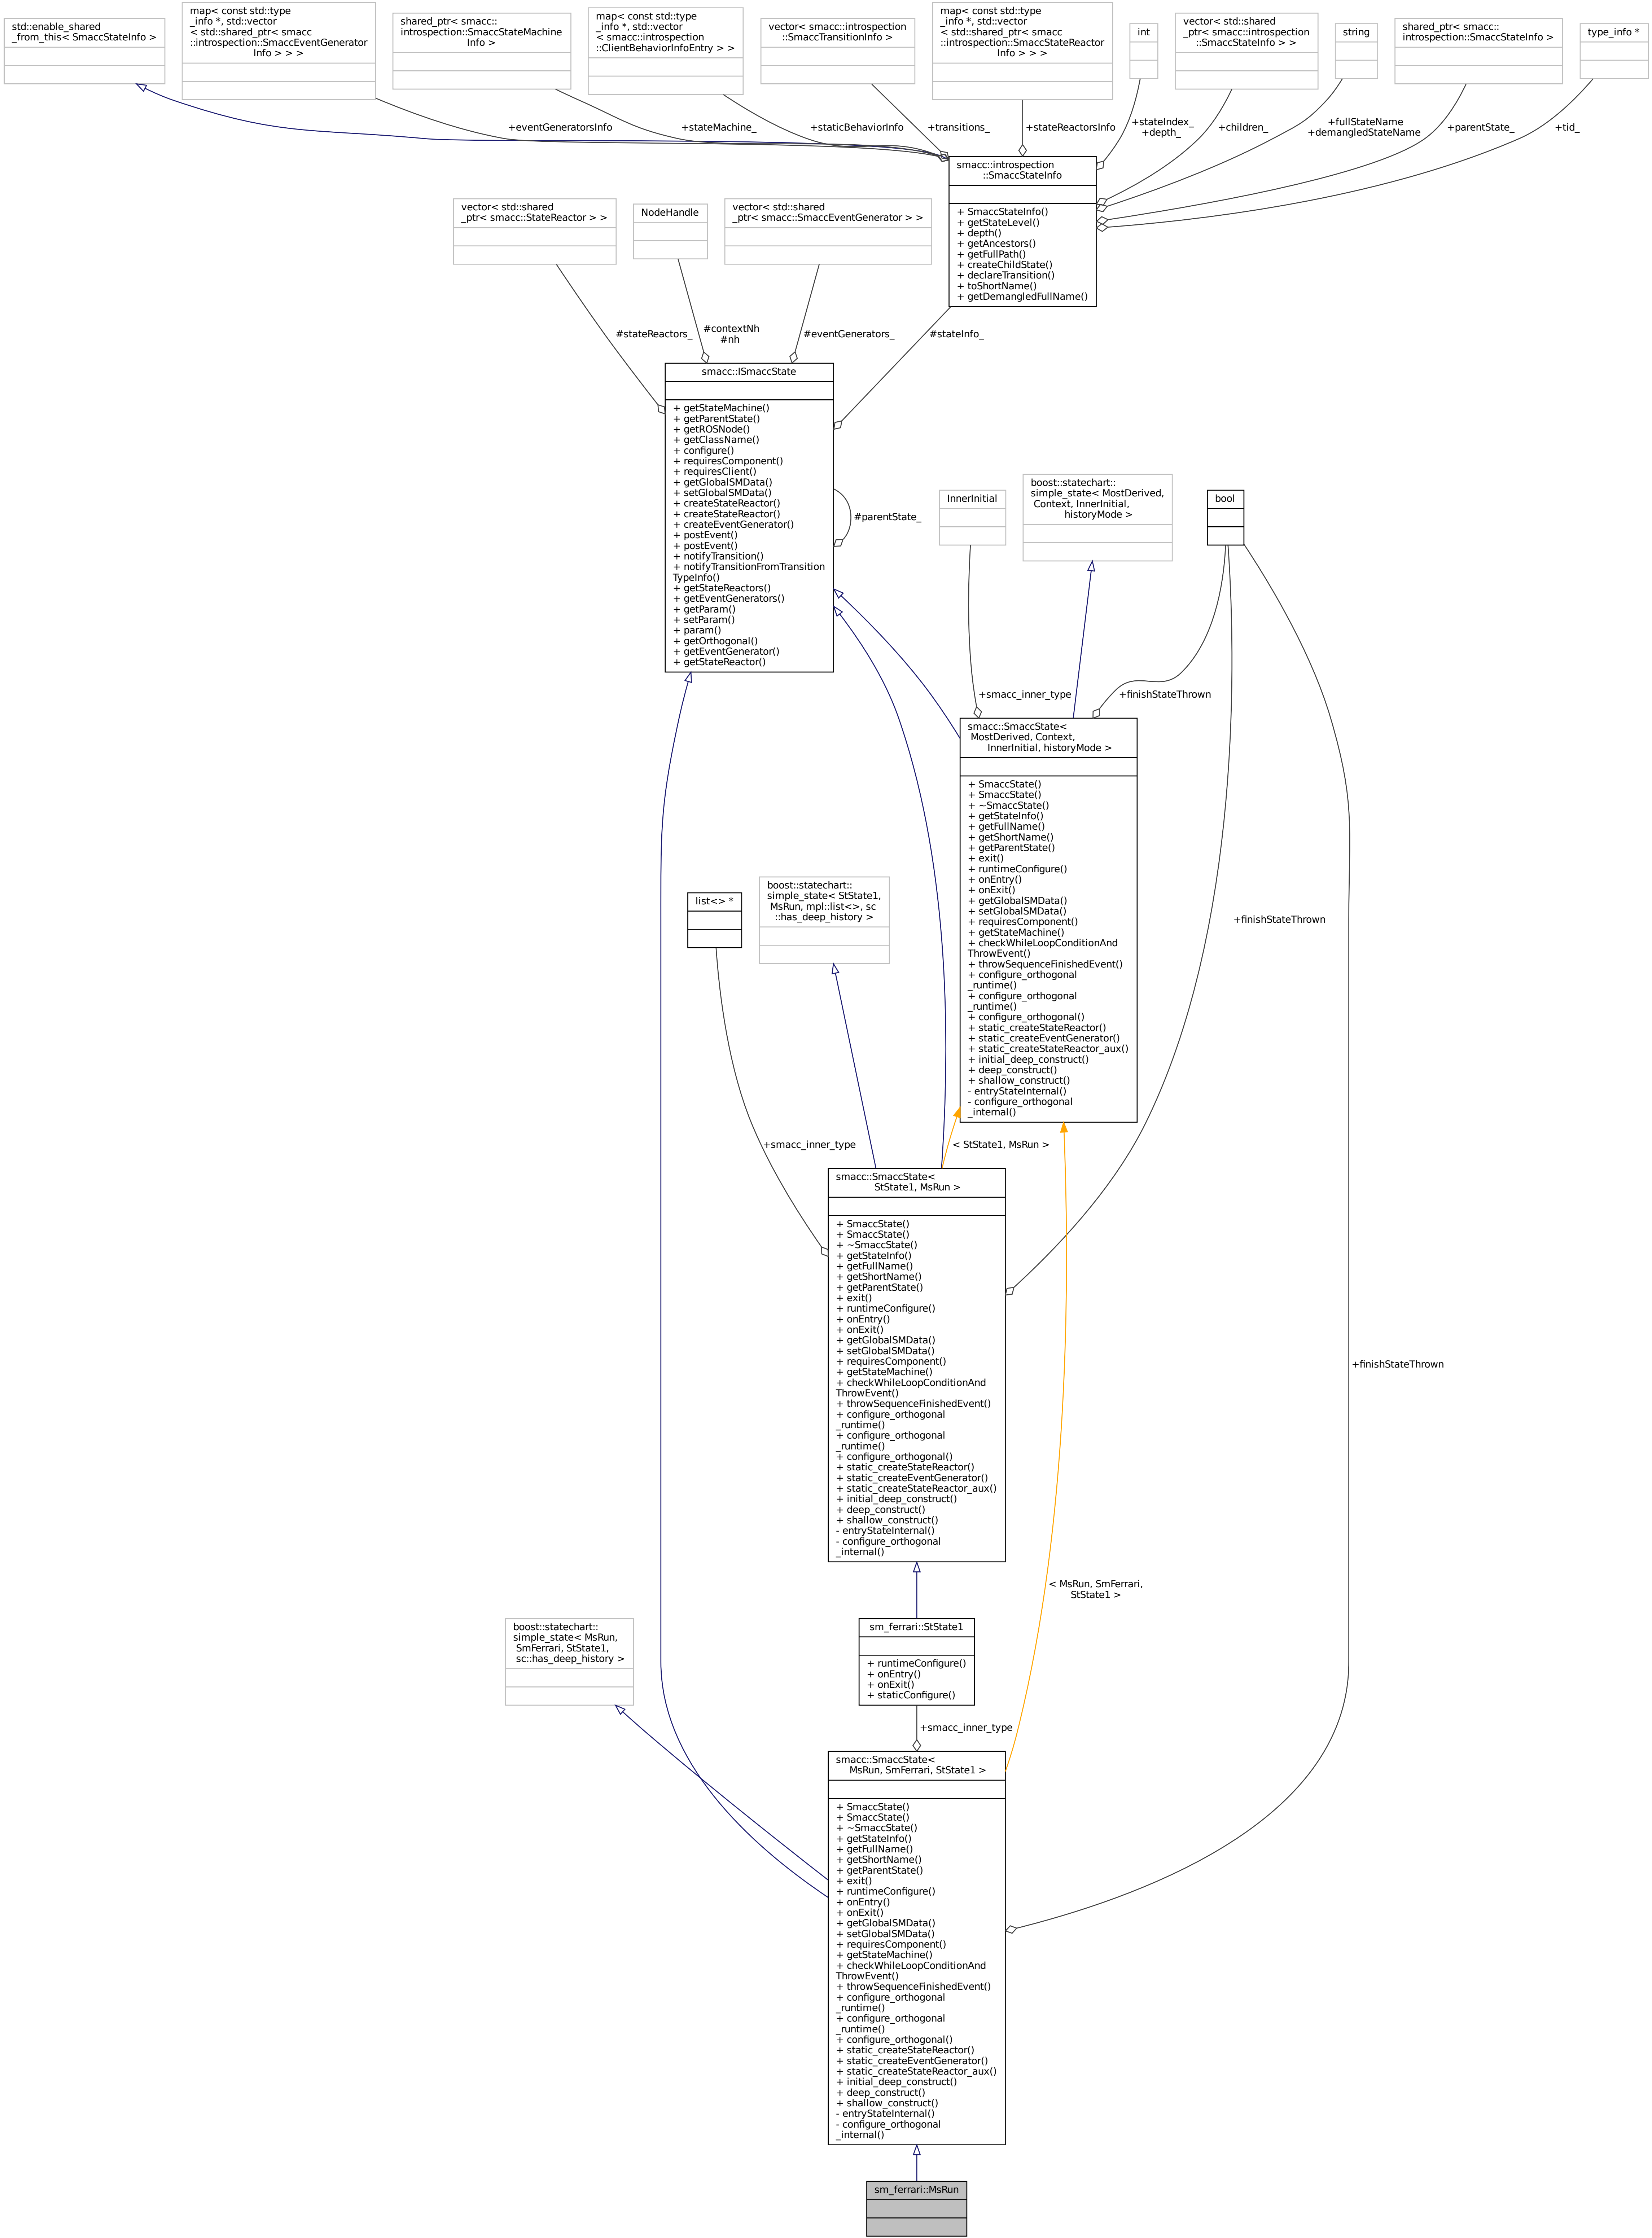 std::enable_shared
_from_this< SmaccStateInfo >
map< const std::type
_info *, std::vector
< std::shared_ptr< smacc
::introspection::SmaccEventGenerator
Info > > >
shared_ptr< smacc::
introspection::SmaccStateMachine
Info >
map< const std::type
_info *, std::vector
< smacc::introspection
::ClientBehaviorInfoEntry > >
vector< smacc::introspection
::SmaccTransitionInfo >
map< const std::type
_info *, std::vector
< std::shared_ptr< smacc
::introspection::SmaccStateReactor
Info > > >
int
vector< std::shared
_ptr< smacc::introspection
::SmaccStateInfo > >
string
shared_ptr< smacc::
introspection::SmaccStateInfo >
type_info *
+eventGeneratorsInfo
+stateMachine_
+staticBehaviorInfo
+transitions_
+stateReactorsInfo
+stateIndex_
+depth_
+children_
+fullStateName
+demangledStateName
+parentState_
+tid_
smacc::introspection
::SmaccStateInfo
+ SmaccStateInfo()
+ getStateLevel()
+ depth()
+ getAncestors()
+ getFullPath()
+ createChildState()
+ declareTransition()
+ toShortName()
+ getDemangledFullName()
vector< std::shared
_ptr< smacc::StateReactor > >
NodeHandle
vector< std::shared
_ptr< smacc::SmaccEventGenerator > >
#stateReactors_
#contextNh
#nh
#eventGenerators_
#stateInfo_
smacc::ISmaccState
+ getStateMachine()
+ getParentState()
+ getROSNode()
+ getClassName()
+ configure()
+ requiresComponent()
+ requiresClient()
+ getGlobalSMData()
+ setGlobalSMData()
+ createStateReactor()
+ createStateReactor()
+ createEventGenerator()
+ postEvent()
+ postEvent()
+ notifyTransition()
+ notifyTransitionFromTransition
TypeInfo()
+ getStateReactors()
+ getEventGenerators()
+ getParam()
+ setParam()
+ param()
+ getOrthogonal()
+ getEventGenerator()
+ getStateReactor()
#parentState_
InnerInitial
boost::statechart::
simple_state< MostDerived,
Context, InnerInitial,
historyMode >
bool
+smacc_inner_type
+finishStateThrown
smacc::SmaccState<
MostDerived, Context,
InnerInitial, historyMode >
+ SmaccState()
+ SmaccState()
+ ~SmaccState()
+ getStateInfo()
+ getFullName()
+ getShortName()
+ getParentState()
+ exit()
+ runtimeConfigure()
+ onEntry()
+ onExit()
+ getGlobalSMData()
+ setGlobalSMData()
+ requiresComponent()
+ getStateMachine()
+ checkWhileLoopConditionAnd
ThrowEvent()
+ throwSequenceFinishedEvent()
+ configure_orthogonal
_runtime()
+ configure_orthogonal
_runtime()
+ configure_orthogonal()
+ static_createStateReactor()
+ static_createEventGenerator()
+ static_createStateReactor_aux()
+ initial_deep_construct()
+ deep_construct()
+ shallow_construct()
- entryStateInternal()
- configure_orthogonal
_internal()
list<> *
boost::statechart::
simple_state< StState1,
MsRun, mpl::list<>, sc
::has_deep_history >
+finishStateThrown
+smacc_inner_type
< StState1, MsRun >
smacc::SmaccState<
StState1, MsRun >
+ SmaccState()
+ SmaccState()
+ ~SmaccState()
+ getStateInfo()
+ getFullName()
+ getShortName()
+ getParentState()
+ exit()
+ runtimeConfigure()
+ onEntry()
+ onExit()
+ getGlobalSMData()
+ setGlobalSMData()
+ requiresComponent()
+ getStateMachine()
+ checkWhileLoopConditionAnd
ThrowEvent()
+ throwSequenceFinishedEvent()
+ configure_orthogonal
_runtime()
+ configure_orthogonal
_runtime()
+ configure_orthogonal()
+ static_createStateReactor()
+ static_createEventGenerator()
+ static_createStateReactor_aux()
+ initial_deep_construct()
+ deep_construct()
+ shallow_construct()
- entryStateInternal()
- configure_orthogonal
_internal()
+finishStateThrown
< MsRun, SmFerrari,
StState1 >
boost::statechart::
simple_state< MsRun,
SmFerrari, StState1,
sc::has_deep_history >
sm_ferrari::StState1
+ runtimeConfigure()
+ onEntry()
+ onExit()
+ staticConfigure()
+smacc_inner_type
smacc::SmaccState<
MsRun, SmFerrari, StState1 >
+ SmaccState()
+ SmaccState()
+ ~SmaccState()
+ getStateInfo()
+ getFullName()
+ getShortName()
+ getParentState()
+ exit()
+ runtimeConfigure()
+ onEntry()
+ onExit()
+ getGlobalSMData()
+ setGlobalSMData()
+ requiresComponent()
+ getStateMachine()
+ checkWhileLoopConditionAnd
ThrowEvent()
+ throwSequenceFinishedEvent()
+ configure_orthogonal
_runtime()
+ configure_orthogonal
_runtime()
+ configure_orthogonal()
+ static_createStateReactor()
+ static_createEventGenerator()
+ static_createStateReactor_aux()
+ initial_deep_construct()
+ deep_construct()
+ shallow_construct()
- entryStateInternal()
- configure_orthogonal
_internal()
sm_ferrari::MsRun